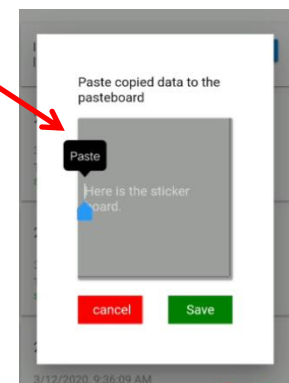 Paste copied data to the
pasteboard
Paste
Here is the sticker
board.
cancel
Save
3/12/2020, 9:36:09 AM